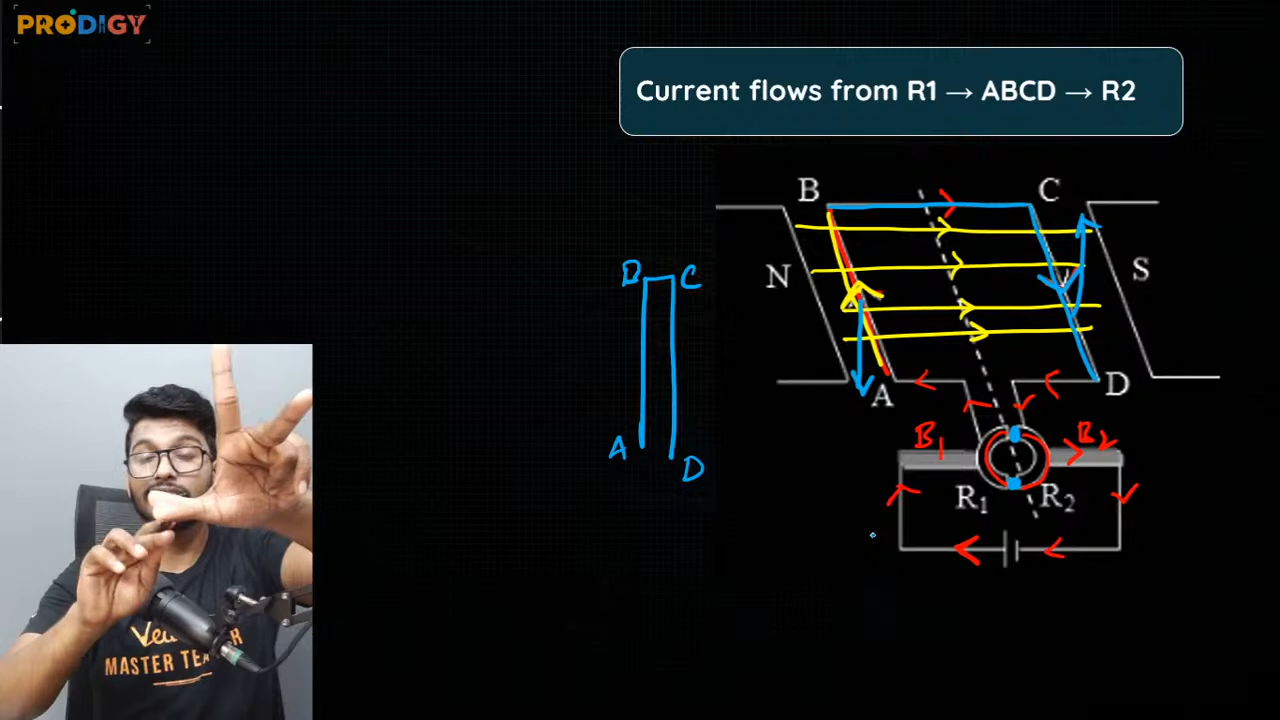 PRODIGY
Current flows from R1 → ABCD → R2
B C
N S
B C
A D
A D
B1 B2
R1 R2
MASTER TEA